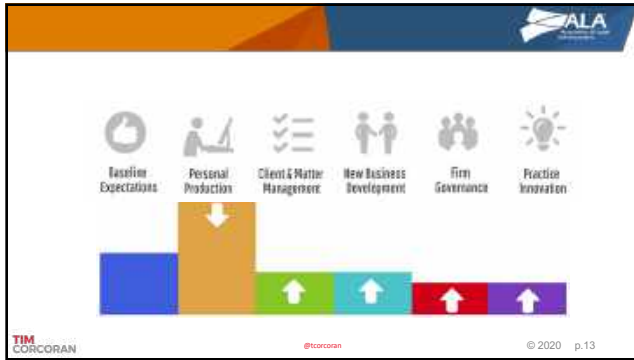 ALA
Baseline
Expectations
Personal
Production
Client & Matter
Management
New Business
Development
Firm
Governance
Practice
Innovation
TIM
CORCORAN
@tcorcoran
© 2020 p.13